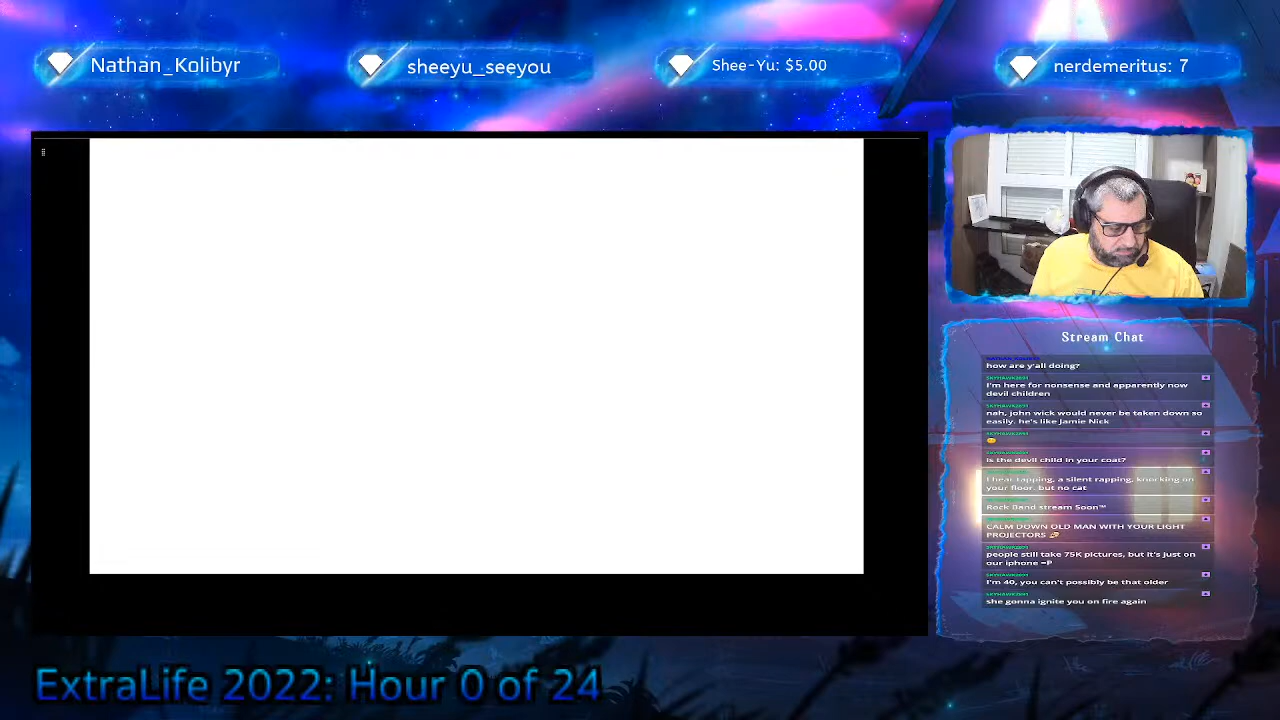 Nathan_Kolibyr
sheeyu_seeyou
Shee-Yu: $5.00
nerdemeritus: 7
Stream Chat
how are y'all doing?
SKYHAWK2891
I'm here for nonsense and apparently now
devil children
nah, john wick would never be taken down so
easily. he's like Jamie Nick
is the devil child in your coat?
I hear tapping, a silent rapping, knocking on
your floor. but no cat
Rock Band stream Soon™
CALM DOWN OLD MAN WITH YOUR LIGHT
PROJECTORS
people still take 75K pictures, but it's just on
our iphone =P
I'm 40, you can't possibly be that older
she gonna ignite you on fire again
ExtraLife 2022: Hour 0 of 24